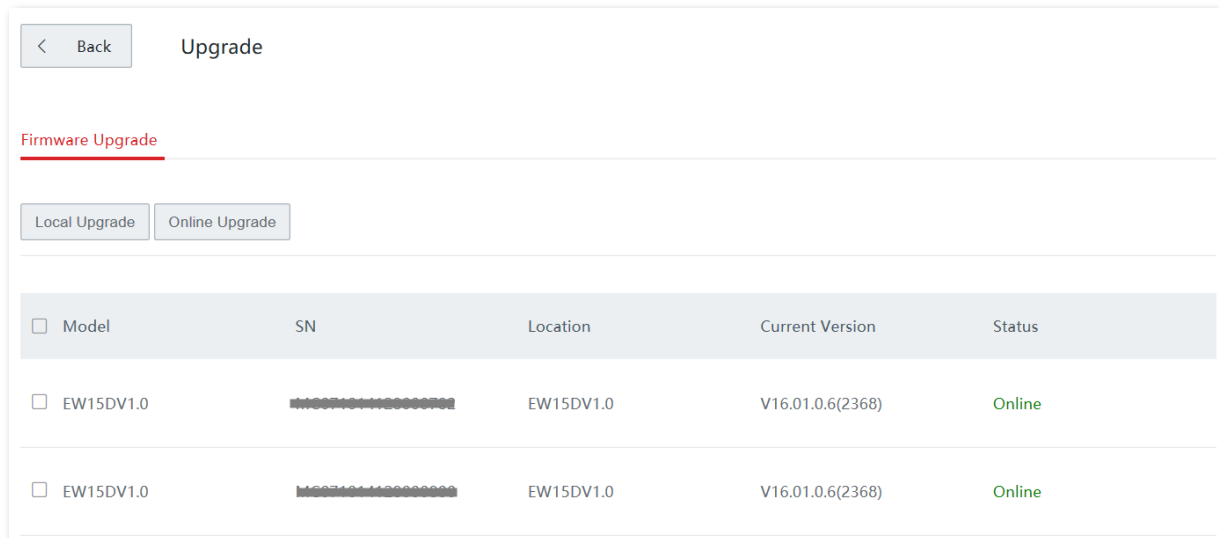 Back Upgrade
Firmware Upgrade
Local Upgrade Online Upgrade
Model SN Location Current Version Status
EW15DV1.0 EW15DV1.0 V16.01.0.6(2368) Online
EW15DV1.0 EW15DV1.0 V16.01.0.6(2368) Online